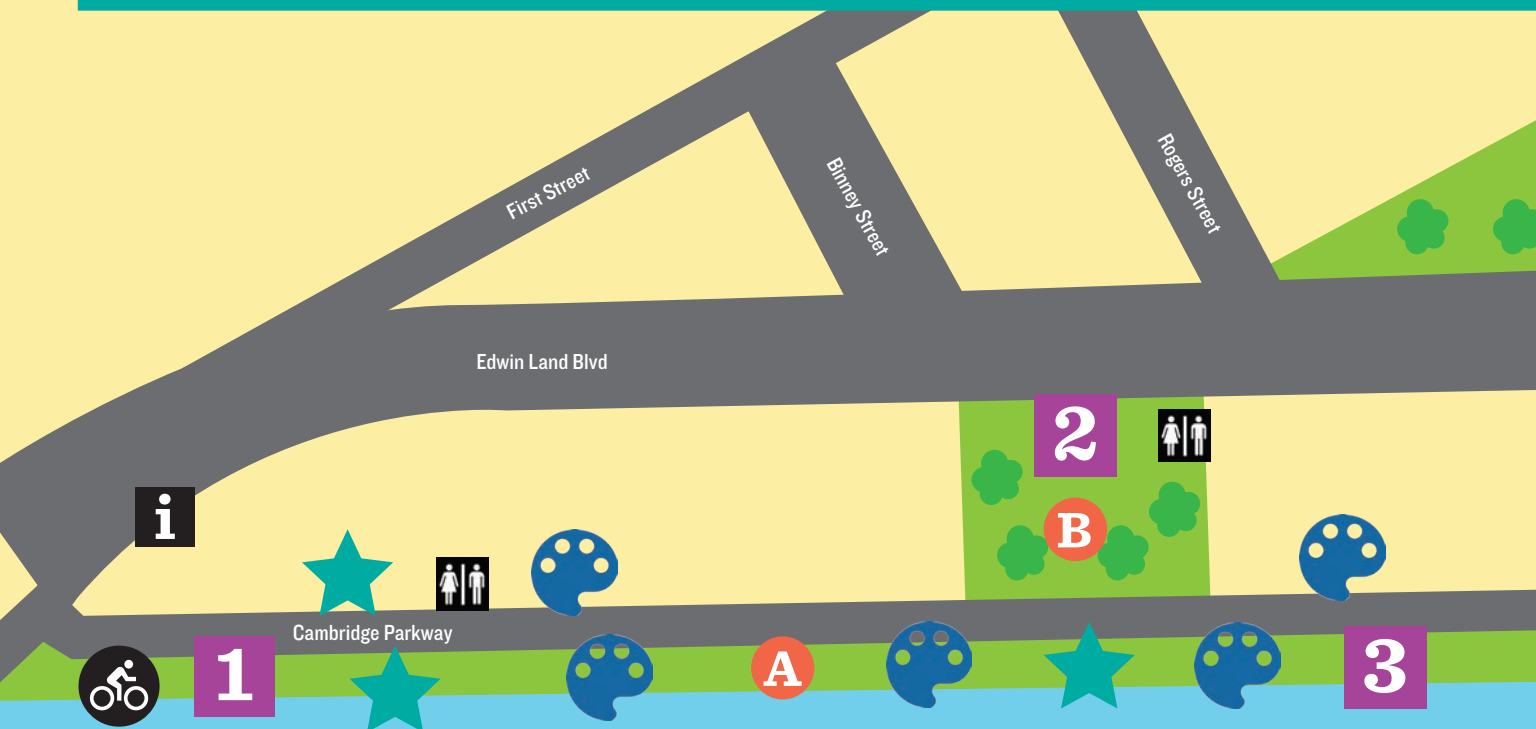 First Street
Binney Street
Rogers Street
Edwin Land Blvd
2
i
B
Cambridge Parkway
1
A
3